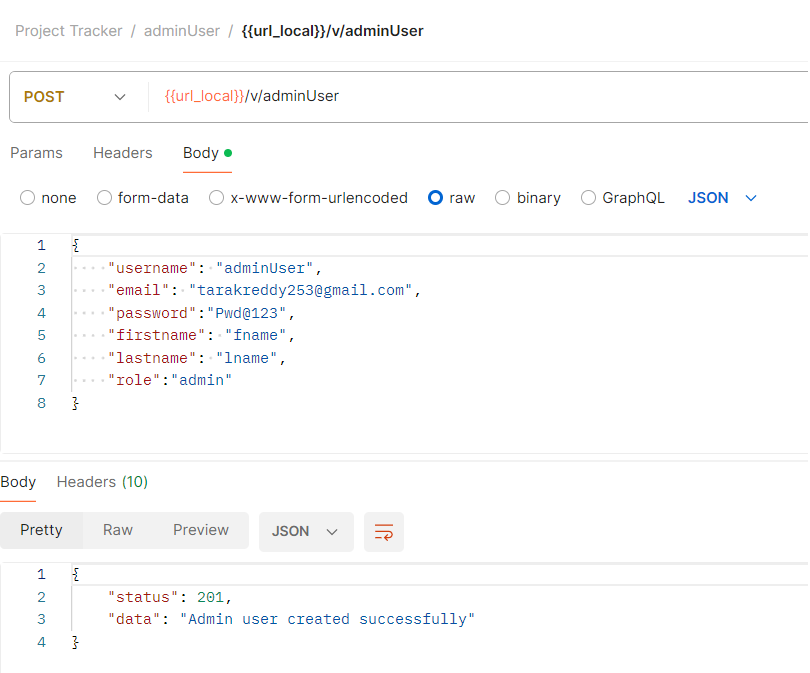 Project Tracker / adminUser / {{url_local}}/v/adminUser
POST {{url_local}}/v/adminUser
Params Headers Body
none form-data x-www-form-urlencoded raw binary GraphQL JSON
1 {
2 "username": "adminUser",
3 "email": "tarakreddy253@gmail.com",
4 "password":"Pwd@123",
5 "firstname": "fname",
6 "lastname": "lname",
7 "role":"admin"
8 }
Body Headers (10)
Pretty Raw Preview JSON
1 {
2 "status": 201,
3 "data": "Admin user created successfully"
4 }